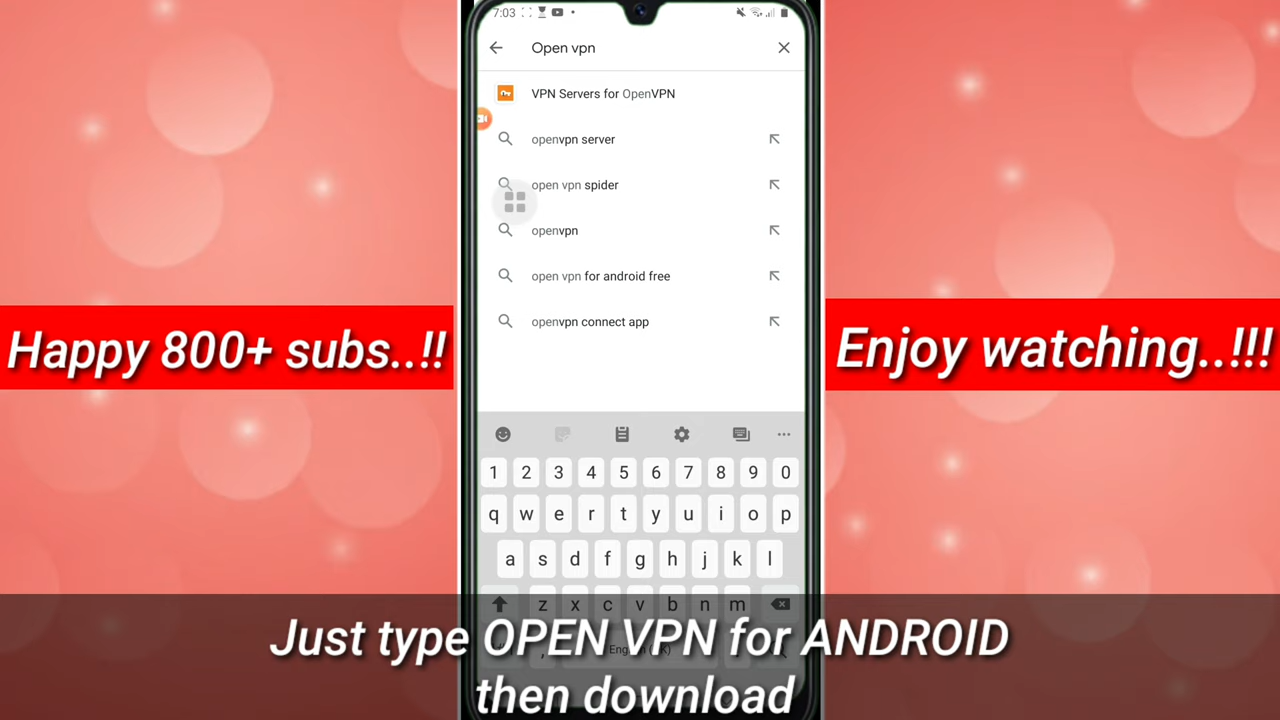 7:03
Open vpn
VPN Servers for OpenVPN
openvpn server
open vpn spider
openvpn
open vpn for android free
openvpn connect app
Happy 800+ subs..!!
Enjoy watching..!!!
1 2 3 4 5 6 7 8 9 0
q w e r t y u i o p
a s d f g h j k l
z x c v b n m
Just type OPEN VPN for ANDROID
then download